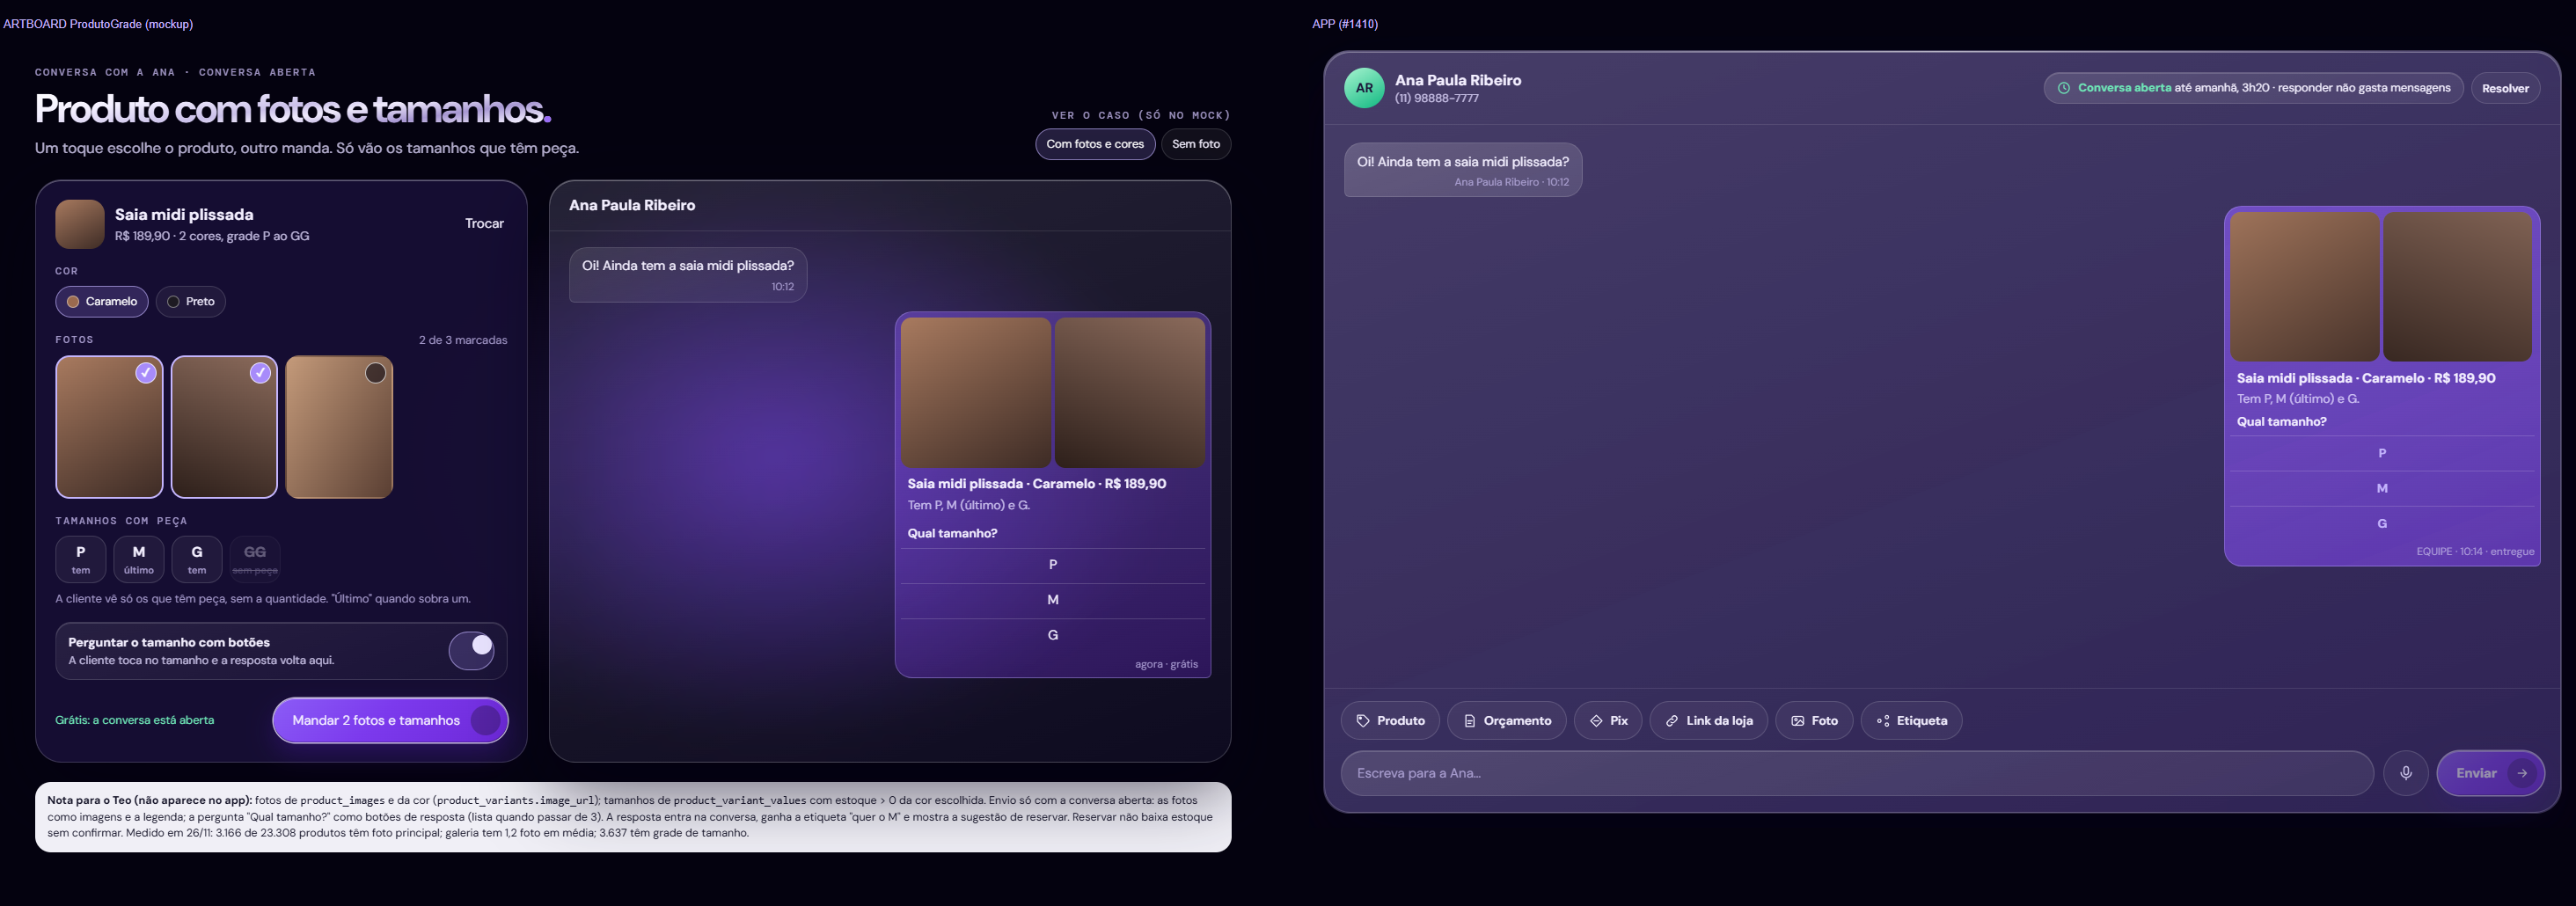 ARTBOARD ProdutoGrade (mockup)
CONVERSA COM A ANA · CONVERSA ABERTA
Produto com fotos e tamanhos.
Um toque escolhe o produto, outro manda. Só vão os tamanhos que têm peça.
VER O CASO (SÓ NO MOCK)
Com fotos e cores
Sem foto
Saia midi plissada
R$ 189,90 · 2 cores, grade P ao GG
Trocar
COR
Caramelo
Preto
FOTOS
2 de 3 marcadas
TAMANHOS COM PEÇA
P
tem
M
último
G
tem
GG
sem peça
A cliente vê só os que têm peça, sem a quantidade. "Último" quando sobra um.
Perguntar o tamanho com botões
A cliente toca no tamanho e a resposta volta aqui.
Grátis: a conversa está aberta
Mandar 2 fotos e tamanhos
Ana Paula Ribeiro
Oi! Ainda tem a saia midi plissada?
10:12
Saia midi plissada · Caramelo · R$ 189,90
Tem P, M (último) e G.
Qual tamanho?
P
M
G
agora · grátis
Nota para o Teo (não aparece no app): fotos de product_images e da cor (product_variants.image_url); tamanhos de product_variant_values com estoque > 0 da cor escolhida. Envio só com a conversa aberta: as fotos
como imagens e a legenda; a pergunta "Qual tamanho?" como botões de resposta (lista quando passar de 3). A resposta entra na conversa, ganha a etiqueta "quer o M" e mostra a sugestão de reservar. Reservar não baixa estoque
sem confirmar. Medido em 26/11: 3.166 de 23.308 produtos têm foto principal; galeria tem 1,2 foto em média; 3.637 têm grade de tamanho.
APP (#1410)
AR
Ana Paula Ribeiro
(11) 98888-7777
Conversa aberta até amanhã, 3h20 · responder não gasta mensagens
Resolver
Oi! Ainda tem a saia midi plissada?
Ana Paula Ribeiro · 10:12
Saia midi plissada · Caramelo · R$ 189,90
Tem P, M (último) e G.
Qual tamanho?
P
M
G
EQUIPE · 10:14 · entregue
Produto
Orçamento
Pix
Link da loja
Foto
Etiqueta
Escreva para a Ana...
Enviar